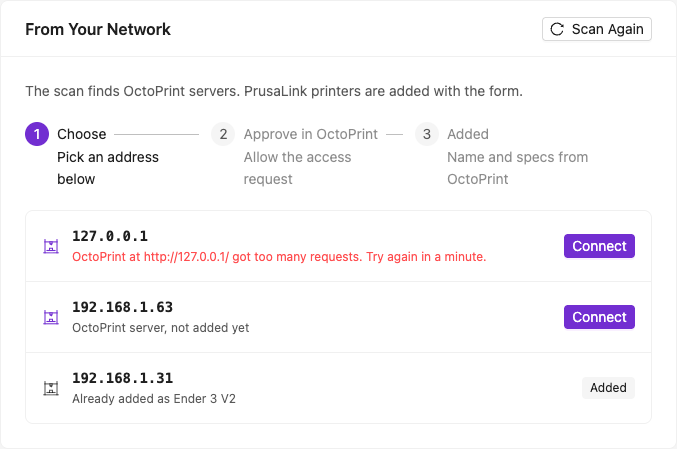 From Your Network
Scan Again
The scan finds OctoPrint servers. PrusaLink printers are added with the form.
1 Choose
Pick an address
below
2 Approve in OctoPrint
Allow the access
request
3 Added
Name and specs from
OctoPrint
127.0.0.1
OctoPrint at http://127.0.0.1/ got too many requests. Try again in a minute.
Connect
192.168.1.63
OctoPrint server, not added yet
Connect
192.168.1.31
Already added as Ender 3 V2
Added